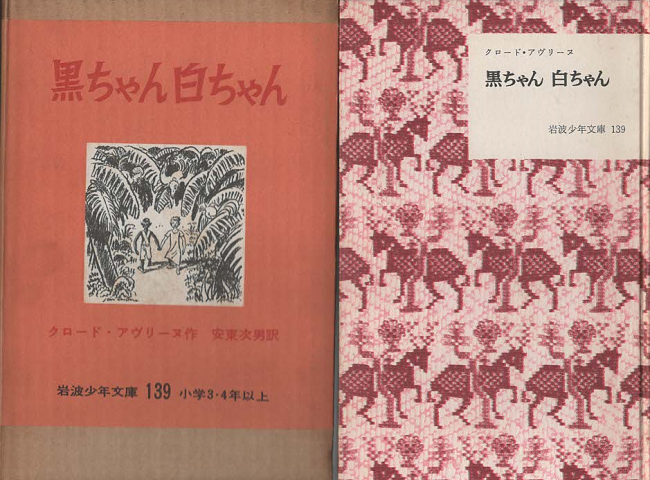 黒ちゃん白ちゃん
クロード・アヴリーヌ作 安東次男訳
岩波少年文庫 139 小学3・4年以上
クロード・アヴリーヌ
黒ちゃん 白ちゃん
岩波少年文庫 139